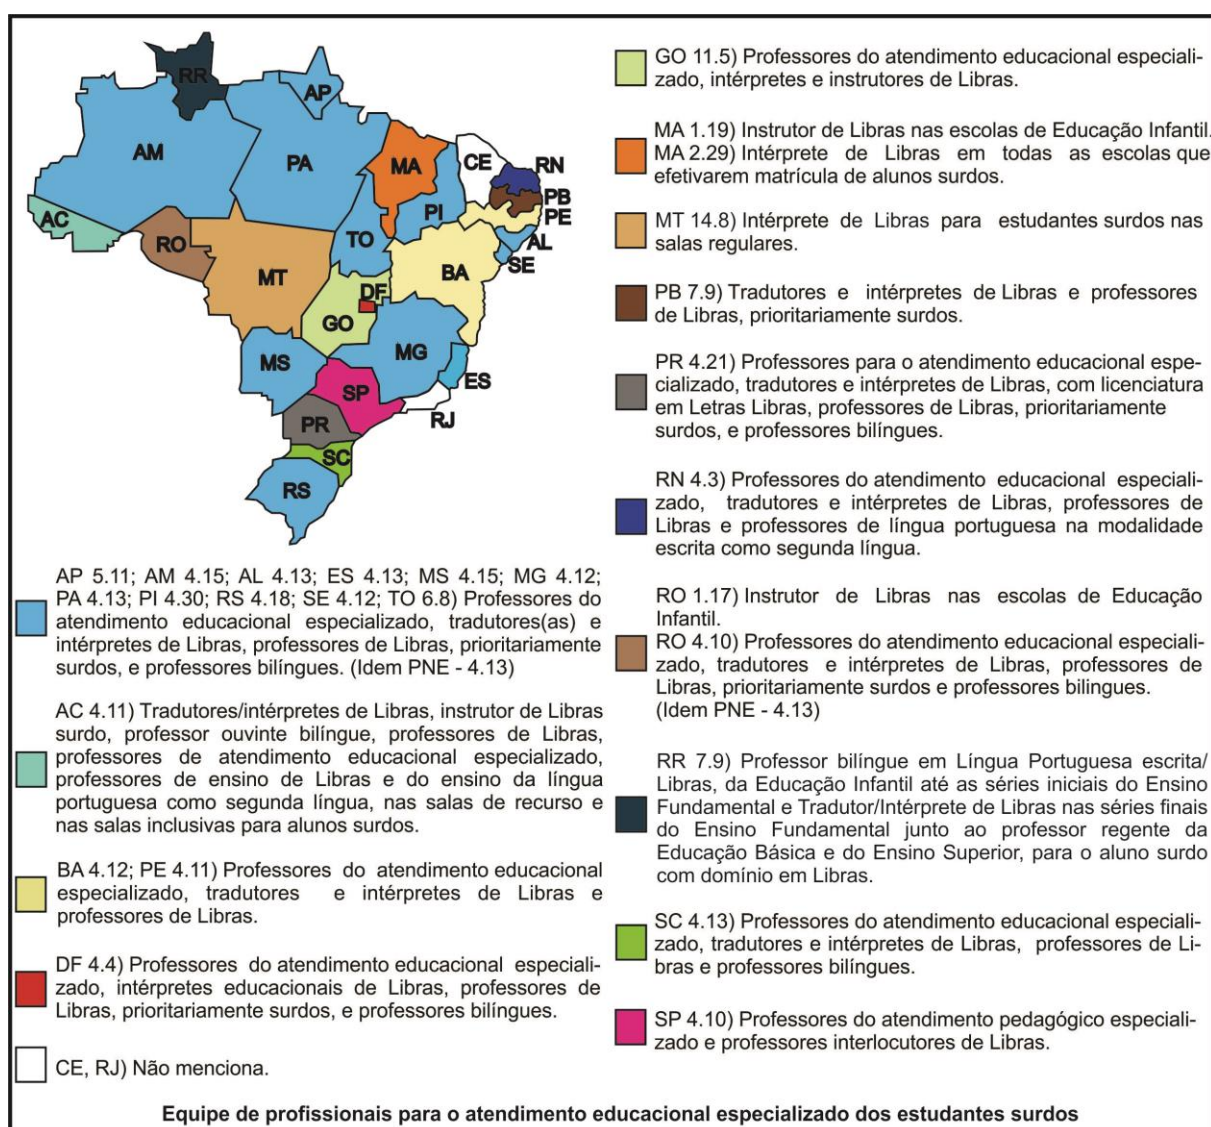 RR
AP
AM
PA
MA
CE
RN
PB
PE
PI
AC
RO
TO
AL
SE
MT
BA
DF
GO
MS
MG
ES
SP
RJ
PR
SC
RS
AP 5.11; AM 4.15; AL 4.13; ES 4.13; MS 4.15; MG 4.12;
PA 4.13; PI 4.30; RS 4.18; SE 4.12; TO 6.8) Professores do
atendimento educacional especializado, tradutores(as) e
intérpretes de Libras, professores de Libras, prioritariamente
surdos, e professores bilíngues. (Idem PNE - 4.13)
AC 4.11) Tradutores/intérpretes de Libras, instrutor de Libras
surdo, professor ouvinte bilíngue, professores de Libras,
professores de atendimento educacional especializado,
professores de ensino de Libras e do ensino da língua
portuguesa como segunda língua, nas salas de recurso e
nas salas inclusivas para alunos surdos.
BA 4.12; PE 4.11) Professores do atendimento educacional
especializado, tradutores e intérpretes de Libras e
professores de Libras.
DF 4.4) Professores do atendimento educacional especiali-
zado, intérpretes educacionais de Libras, professores de
Libras, prioritariamente surdos, e professores bilíngues.
CE, RJ) Não menciona.
GO 11.5) Professores do atendimento educacional especiali-
zado, intérpretes e instrutores de Libras.
MA 1.19) Instrutor de Libras nas escolas de Educação Infantil.
MA 2.29) Intérprete de Libras em todas as escolas que
efetivarem matrícula de alunos surdos.
MT 14.8) Intérprete de Libras para estudantes surdos nas
salas regulares.
PB 7.9) Tradutores e intérpretes de Libras e professores
de Libras, prioritariamente surdos.
PR 4.21) Professores para o atendimento educacional espe-
cializado, tradutores e intérpretes de Libras, com licenciatura
em Letras Libras, professores de Libras, prioritariamente
surdos, e professores bilíngues.
RN 4.3) Professores do atendimento educacional especiali-
zado, tradutores e intérpretes de Libras, professores de
Libras e professores de língua portuguesa na modalidade
escrita como segunda língua.
RO 1.17) Instrutor de Libras nas escolas de Educação
Infantil.
RO 4.10) Professores do atendimento educacional especiali-
zado, tradutores e intérpretes de Libras, professores de
Libras, prioritariamente surdos e professores bilingues.
(Idem PNE - 4.13)
RR 7.9) Professor bilíngue em Língua Portuguesa escrita/
Libras, da Educação Infantil até as séries iniciais do Ensino
Fundamental e Tradutor/Intérprete de Libras nas séries finais
do Ensino Fundamental junto ao professor regente da
Educação Básica e do Ensino Superior, para o aluno surdo
com domínio em Libras.
SC 4.13) Professores do atendimento educacional especiali-
zado, tradutores e intérpretes de Libras, professores de Li-
bras e professores bilíngues.
SP 4.10) Professores do atendimento pedagógico especiali-
zado e professores interlocutores de Libras.
Equipe de profissionais para o atendimento educacional especializado dos estudantes surdos